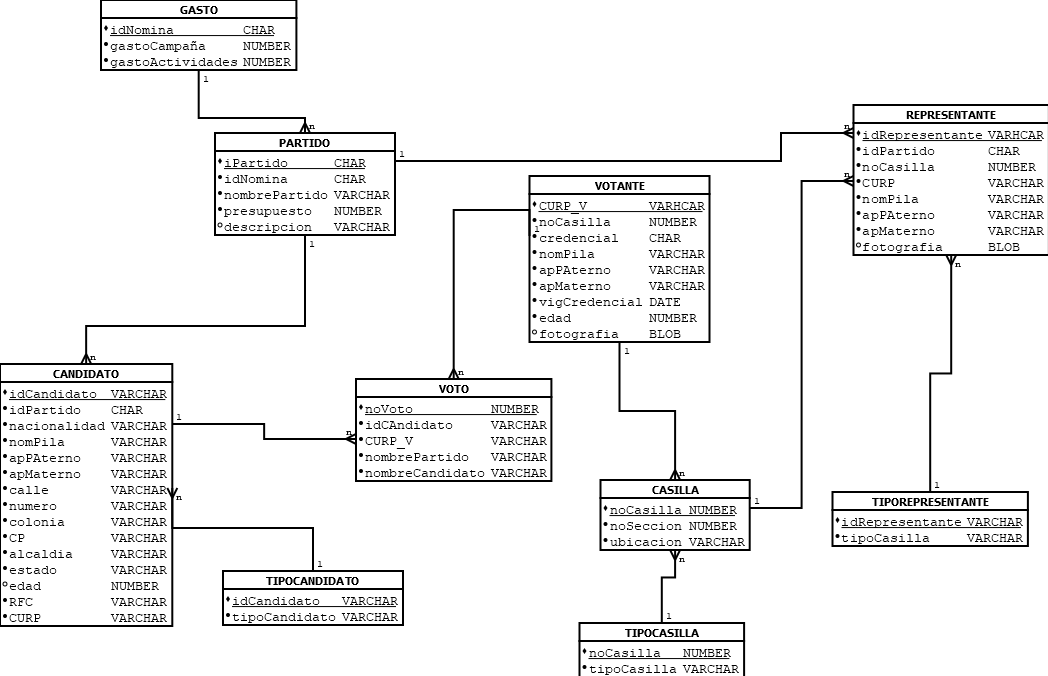 GASTO
idNomina CHAR
gastoCampaña NUMBER
gastoActividades NUMBER
1
n
PARTIDO
iPartido CHAR
idNomina CHAR
nombrePartido VARCHAR
presupuesto NUMBER
descripcion VARCHAR
1
1
n
REPRESENTANTE
idRepresentante VARHCAR
idPartido CHAR
noCasilla NUMBER
CURP VARCHAR
nomPila VARCHAR
apPAterno VARCHAR
apMaterno VARCHAR
fotografia BLOB
n
n
VOTANTE
CURP_V VARHCAR
noCasilla NUMBER
credencial CHAR
nomPila VARCHAR
apPAterno VARCHAR
apMaterno VARCHAR
vigCredencial DATE
edad NUMBER
fotografia BLOB
1
1
n
CANDIDATO
idCandidato VARCHAR
idPartido CHAR
nacionalidad VARCHAR
nomPila VARCHAR
apPAterno VARCHAR
apMaterno VARCHAR
calle VARCHAR
numero VARCHAR
colonia VARCHAR
CP VARCHAR
alcaldia VARCHAR
estado VARCHAR
edad NUMBER
RFC VARCHAR
CURP VARCHAR
1
n
n
n
VOTO
noVoto NUMBER
idCAndidato VARCHAR
CURP_V VARCHAR
nombrePartido VARCHAR
nombreCandidato VARCHAR
n
CASILLA
noCasilla NUMBER
noSeccion NUMBER
ubicacion VARCHAR
1
n
1
TIPOREPRESENTANTE
idRepresentante VARCHAR
tipoCasilla VARCHAR
1
TIPOCANDIDATO
idCandidato VARCHAR
tipoCandidato VARCHAR
1
TIPOCASILLA
noCasilla NUMBER
tipoCasilla VARCHAR